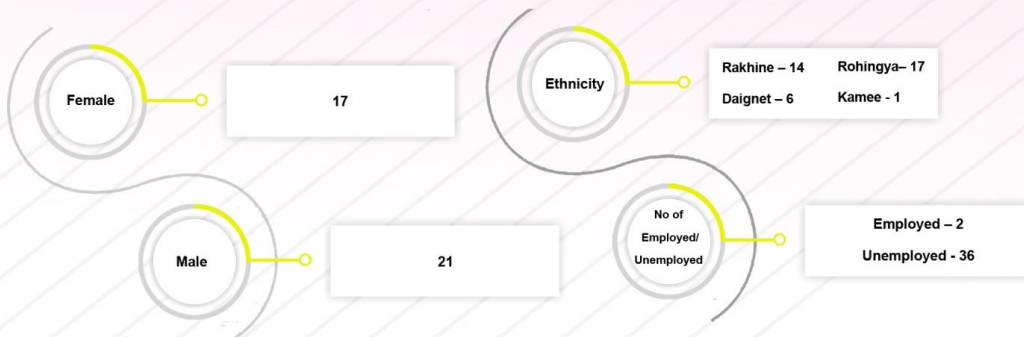 Female
17
Male
21
Ethnicity
Rakhine – 14 Rohingya– 17
Daignet – 6 Kamee - 1
No of
Employed/
Unemployed
Employed – 2
Unemployed - 36